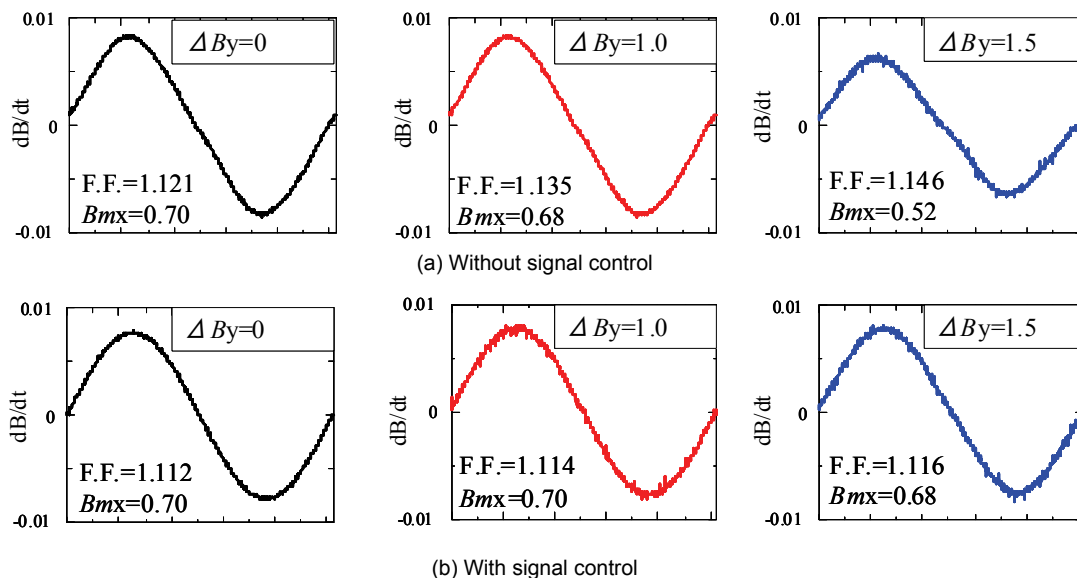 0.01
0
-0.01
dB/dt
ΔBy=0
F.F.=1.121
Bmx=0.70
0.01
0
-0.01
dB/dt
ΔBy=1.0
F.F.=1.135
Bmx=0.68
0.01
0
-0.01
dB/dt
ΔBy=1.5
F.F.=1.146
Bmx=0.52
(a) Without signal control
0.01
0
-0.01
dB/dt
ΔBy=0
F.F.=1.112
Bmx=0.70
0.01
0
-0.01
dB/dt
ΔBy=1.0
F.F.=1.114
Bmx=0.70
0.01
0
-0.01
dB/dt
ΔBy=1.5
F.F.=1.116
Bmx=0.68
(b) With signal control